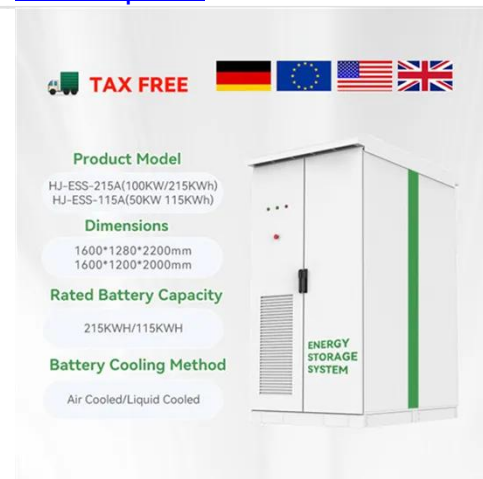 TAX FREE
Product Model
HJ-ESS-215A(100KW/215KWh)
HJ-ESS-115A(50KW 115KWh)
Dimensions
1600*1280*2200mm
1600*1200*2000mm
Rated Battery Capacity
215KWH/115KWH
Battery Cooling Method
Air Cooled/Liquid Cooled
ENERGY
STORAGE
SYSTEM